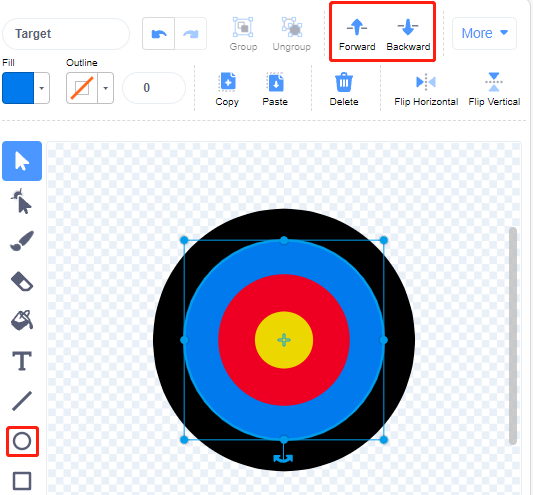 Target
Group
Ungroup
Forward
Backward
More
Fill
Outline
0
Copy
Paste
Delete
Flip Horizontal
Flip Vertical
T